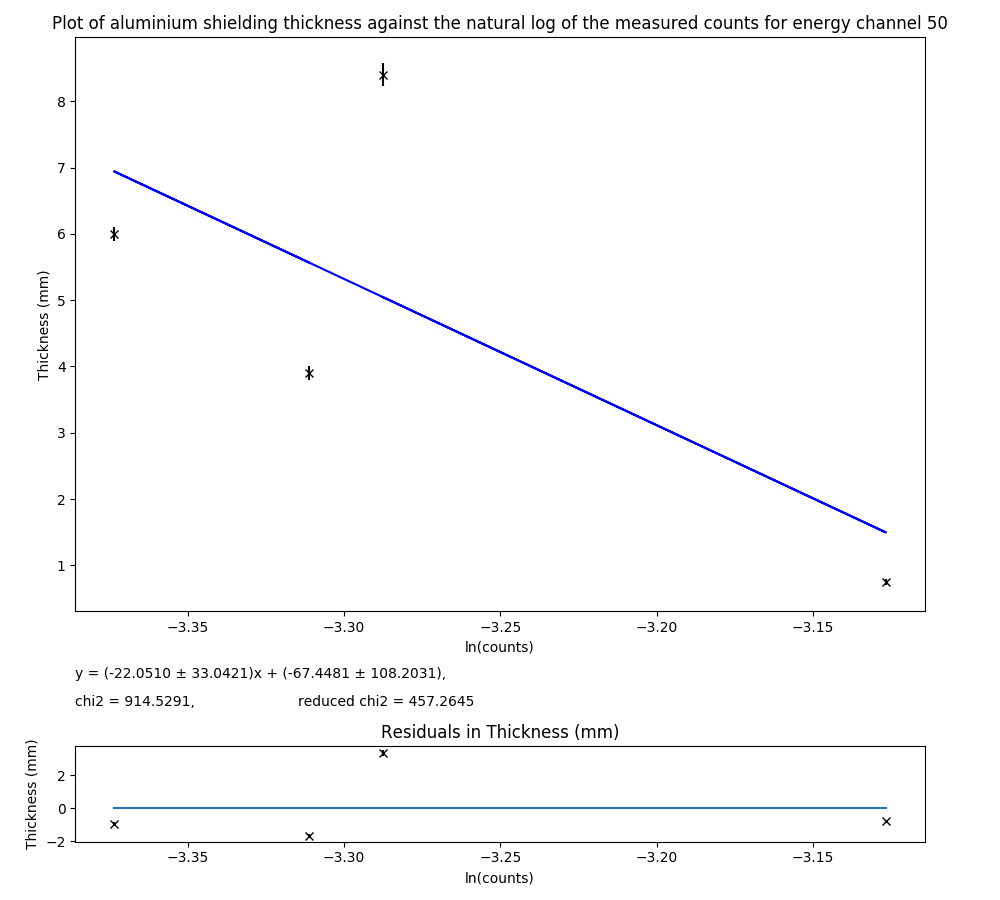 Plot of aluminium shielding thickness against the natural log of the measured counts for energy channel 50
Thickness (mm)
8
7
6
5
4
3
2
1
−3.35 −3.30 −3.25 −3.20 −3.15
ln(counts)
y = (-22.0510 ± 33.0421)x + (-67.4481 ± 108.2031),
chi2 = 914.5291, reduced chi2 = 457.2645
Residuals in Thickness (mm)
Thickness (mm)
2
0
−2
−3.35 −3.30 −3.25 −3.20 −3.15
ln(counts)